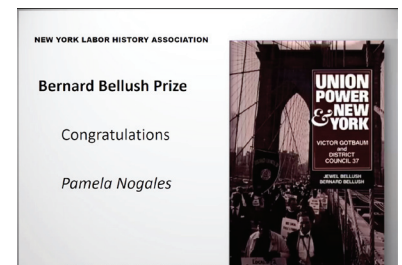 NEW YORK LABOR HISTORY ASSOCIATION
Bernard Bellush Prize
Congratulations
Pamela Nogales
UNION
POWER
& NEW
YORK
VICTOR GOTBAUM
and
DISTRICT
COUNCIL 37
JEWEL BELLUSH
BERNARD BELLUSH